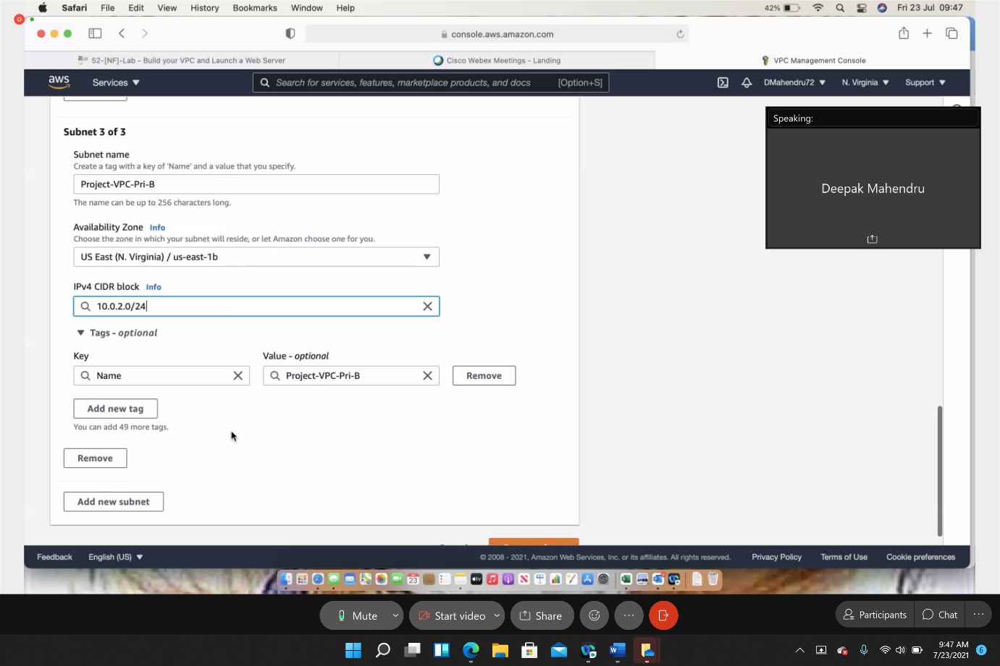 Safari File Edit View History Bookmarks Window Help 42% Fri 23 Jul 09:47
console.aws.amazon.com
52-[NF]-Lab - Build your VPC and Launch a Web Server Cisco Webex Meetings - Landing VPC Management Console
aws Services Search for services, features, marketplace products, and docs [Option+S] DMahendru72 N. Virginia Support
Speaking:
Deepak Mahendru
Subnet 3 of 3
Subnet name
Create a tag with a key of 'Name' and a value that you specify.
Project-VPC-Pri-B
The name can be up to 256 characters long.
Availability Zone Info
Choose the zone in which your subnet will reside, or let Amazon choose one for you.
US East (N. Virginia) / us-east-1b
IPv4 CIDR block Info
10.0.2.0/24
Tags - optional
Key Value - optional
Name Project-VPC-Pri-B Remove
Add new tag
You can add 49 more tags.
Remove
Add new subnet
Feedback English (US) © 2008 - 2021, Amazon Web Services, Inc. or its affiliates. All rights reserved. Privacy Policy Terms of Use Cookie preferences
23
tv
Mute Start video Share Participants Chat
9:47 AM
7/23/2021
6